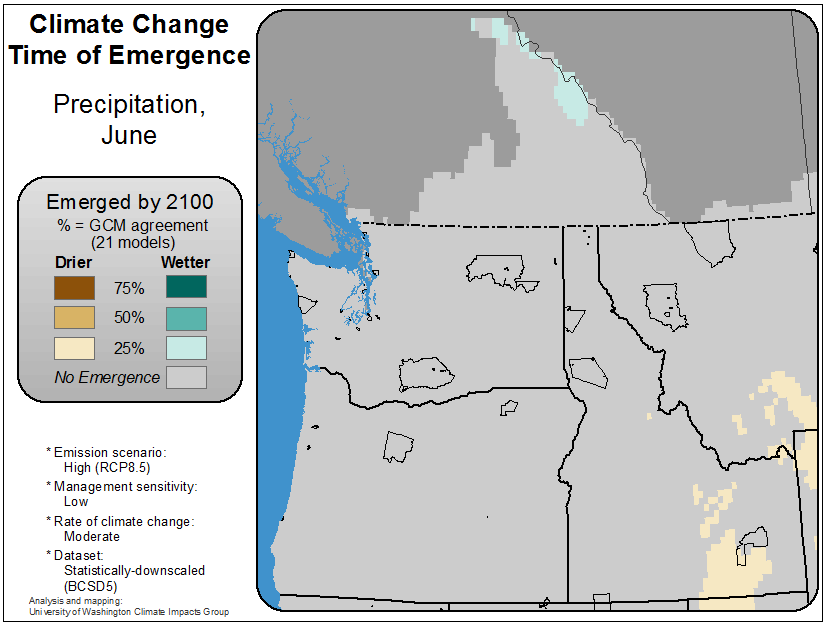 Climate Change
Time of Emergence
Precipitation,
June
Emerged by 2100
% = GCM agreement
(21 models)
Drier Wetter
75%
50%
25%
No Emergence
* Emission scenario:
High (RCP8.5)
* Management sensitivity:
Low
* Rate of climate change:
Moderate
* Dataset:
Statistically-downscaled
(BCSD5)
Analysis and mapping:
University of Washington Climate Impacts Group